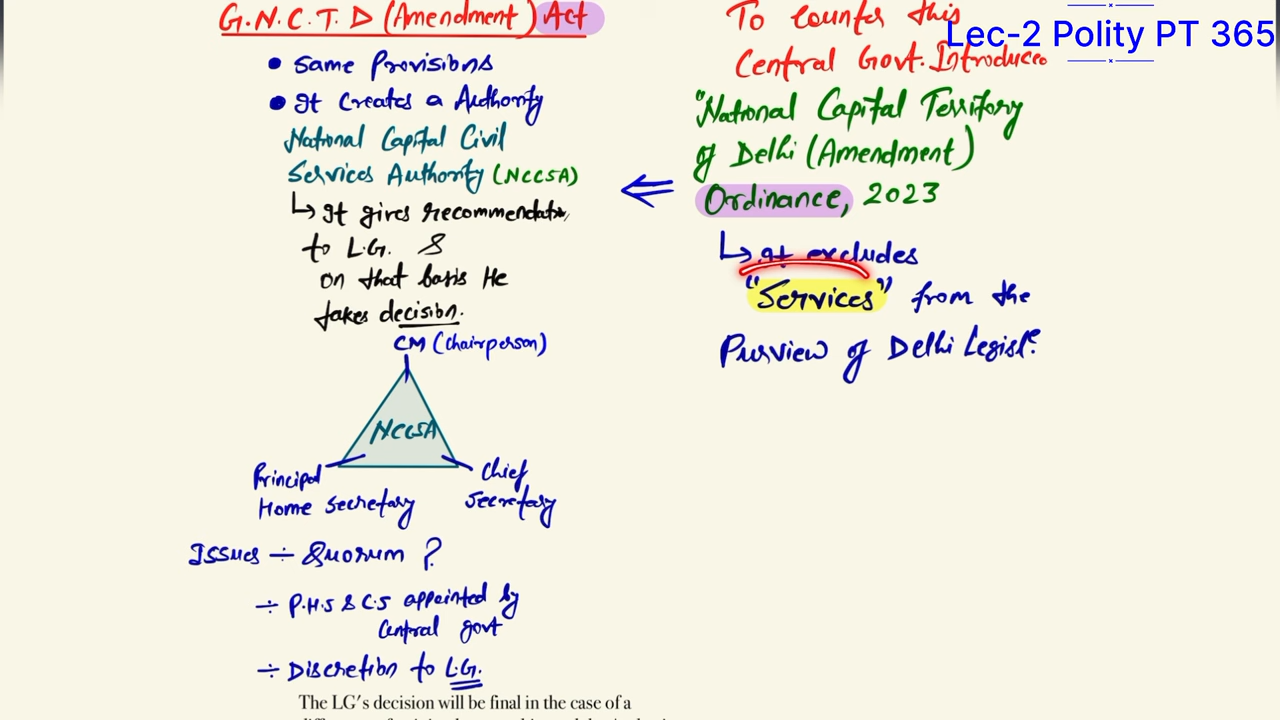 G.N.C.T.D (Amendment) Act
• Same Provisions
• It Creates a Authority
National Capital Civil
Services Authority (NCCSA)
↳ It gives recommendatn
to L.G. &
on that basis He
takes decision.
CM (Chairperson)
NCCSA
Principal
Home Secretary
Chief
Secretary
Issues ÷ Quorum ?
÷ P.H.S & C.S appointed by
Central govt
÷ Discretion to L.G.
The LG's decision will be final in the case of a
To Counter this
Lec-2 Polity PT 365
Central Govt. Introduced
"National Capital Territory
of Delhi (Amendment)
Ordinance, 2023
↳ It excludes
"Services" from the
Purview of Delhi Legisl.